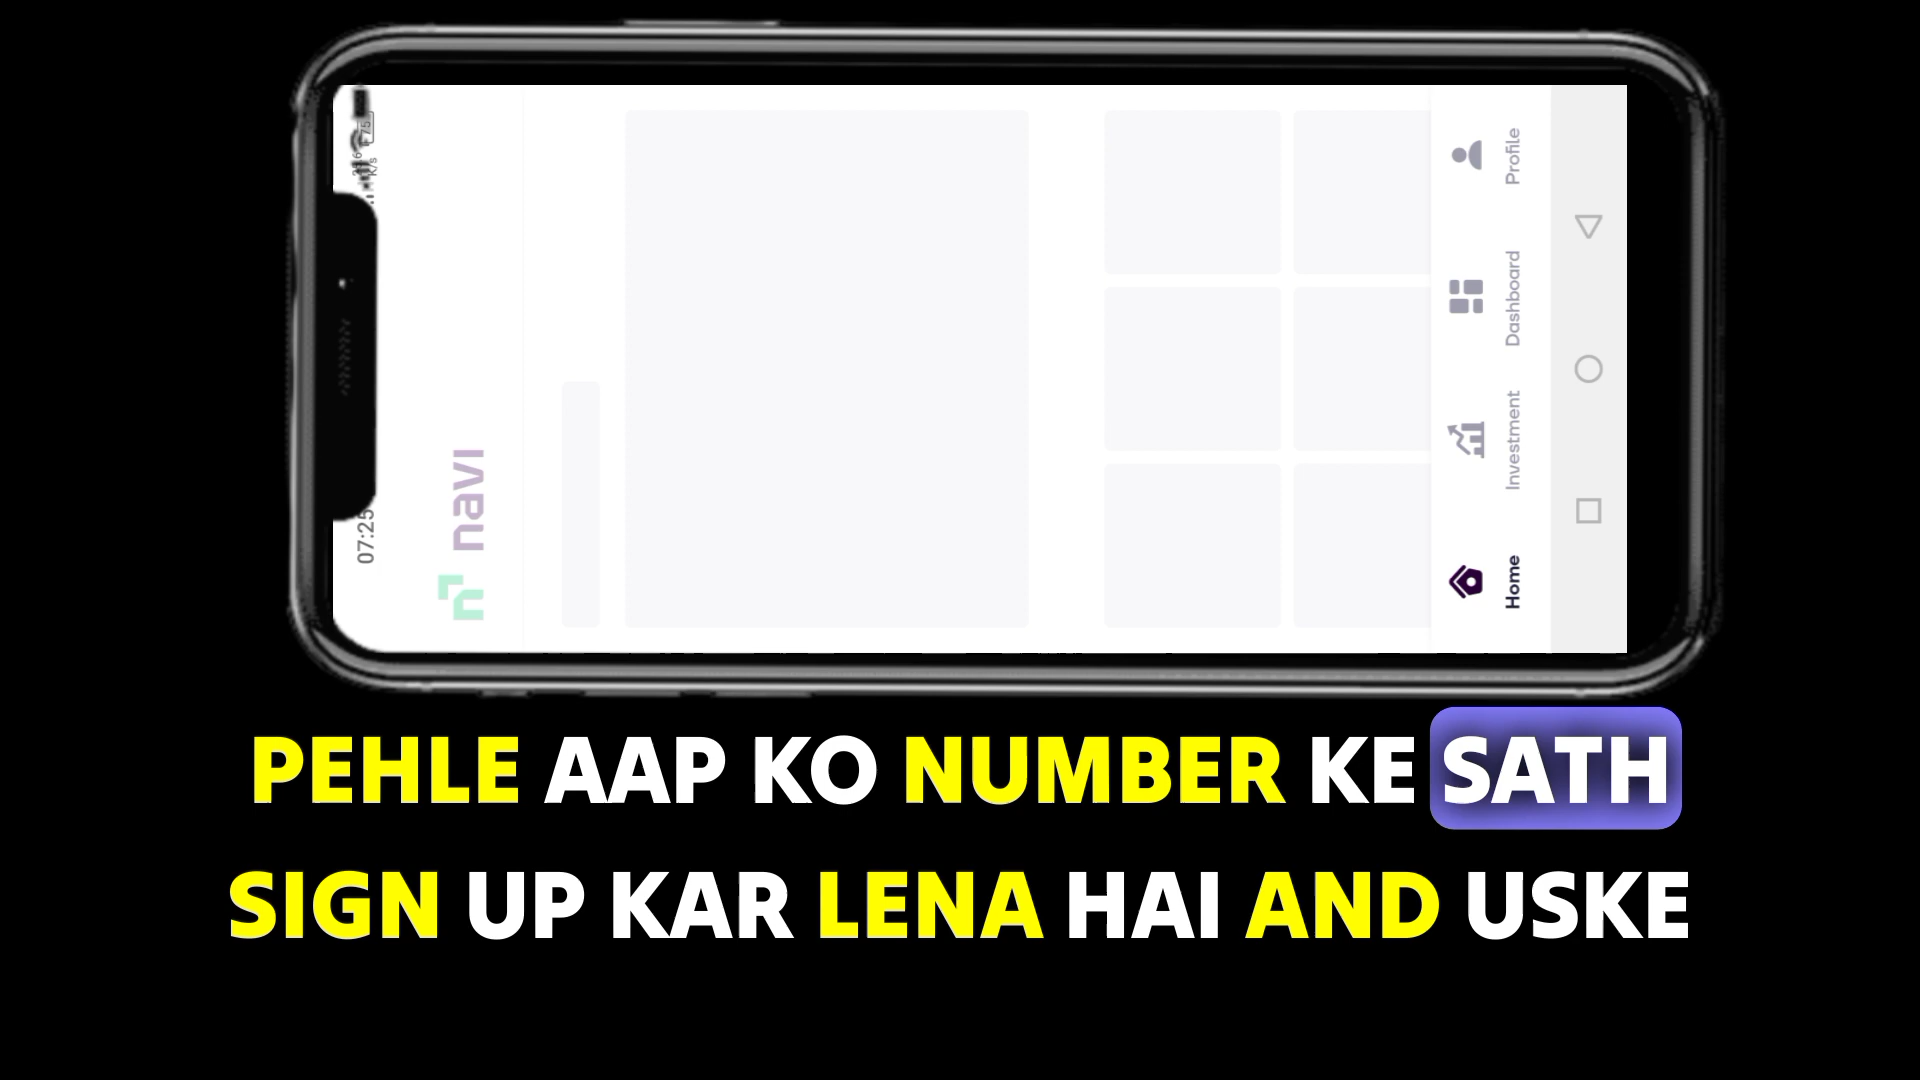 07:25
navi
Home
Investment
Dashboard
Profile
PEHLE AAP KO NUMBER KE SATH
SIGN UP KAR LENA HAI AND USKE